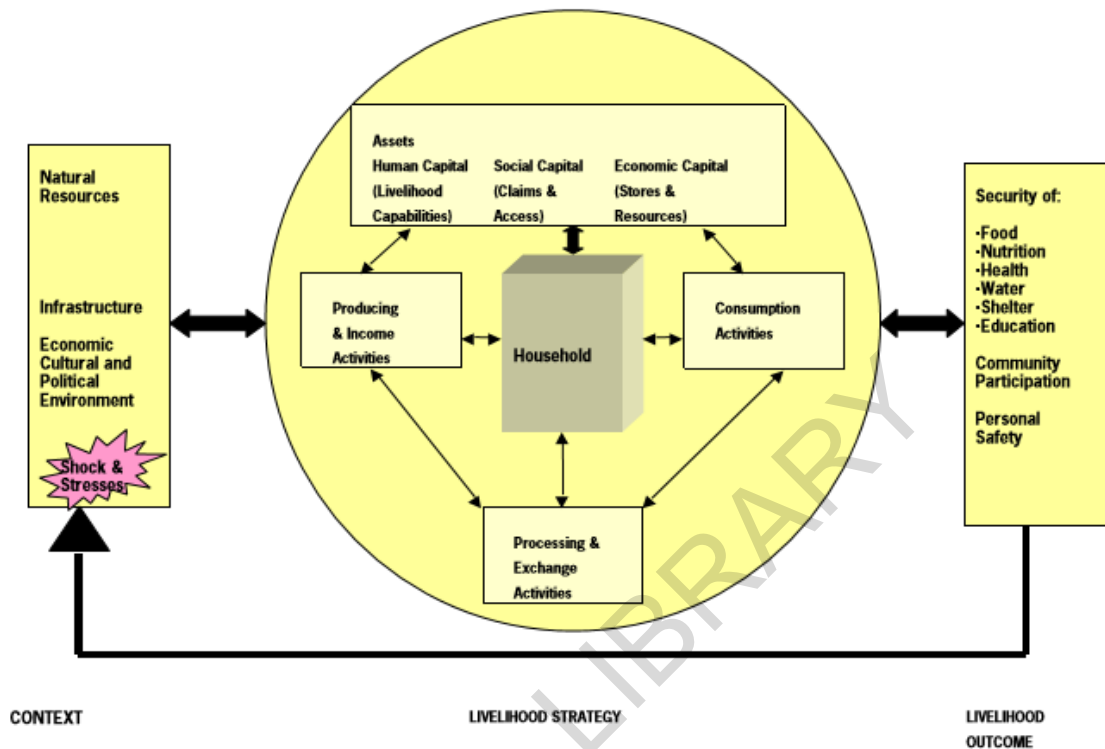 Natural
Resources
Infrastructure
Economic
Cultural and
Political
Environment
Shock &
Stresses
Assets
Human Capital
(Livelihood
Capabilities)
Social Capital
(Claims &
Access)
Economic Capital
(Stores &
Resources)
Producing
& Income
Activities
Household
Consumption
Activities
Processing &
Exchange
Activities
Security of:
·Food
·Nutrition
·Health
·Water
·Shelter
·Education
Community
Participation
Personal
Safety
LIBRARY
CONTEXT
LIVELIHOOD STRATEGY
LIVELIHOOD
OUTCOME